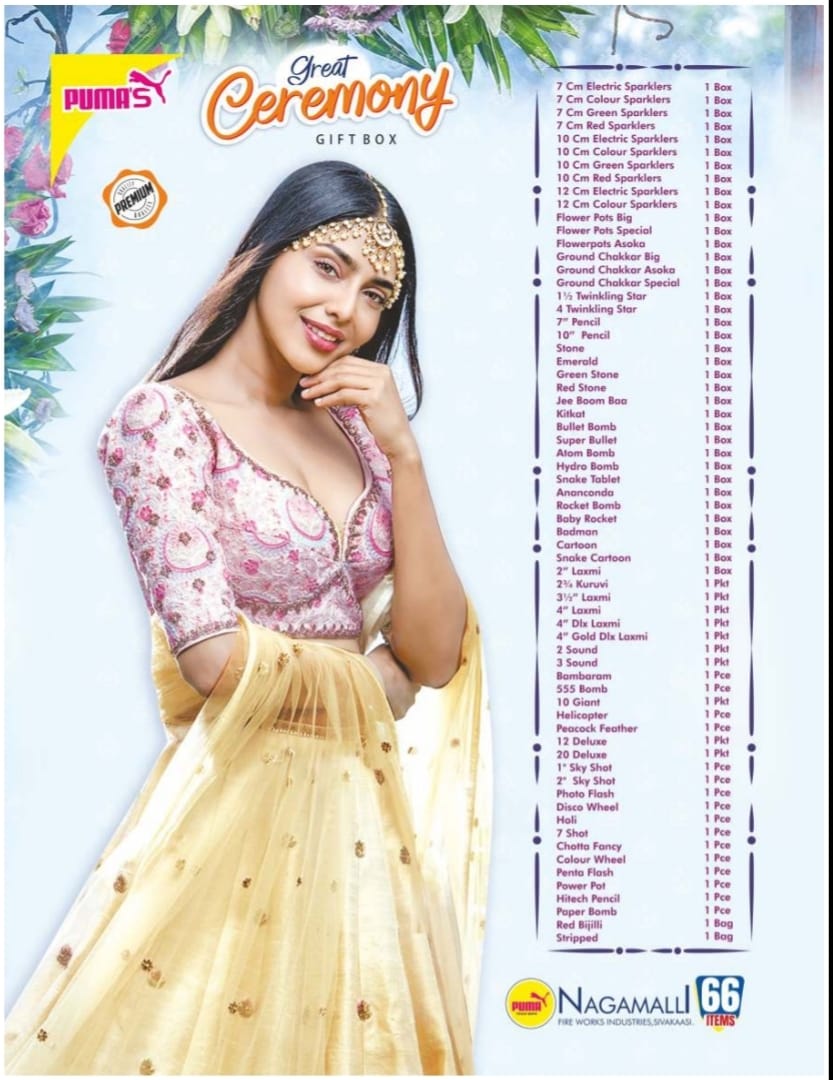 PUMA'S
great
Ceremony
GIFT BOX
QUALITY
PREMIUM
QUALITY
7 Cm Electric Sparklers 1 Box
7 Cm Colour Sparklers 1 Box
7 Cm Green Sparklers 1 Box
7 Cm Red Sparklers 1 Box
10 Cm Electric Sparklers 1 Box
10 Cm Colour Sparklers 1 Box
10 Cm Green Sparklers 1 Box
10 Cm Red Sparklers 1 Box
12 Cm Electric Sparklers 1 Box
12 Cm Colour Sparklers 1 Box
Flower Pots Big 1 Box
Flower Pots Special 1 Box
Flowerpots Asoka 1 Box
Ground Chakkar Big 1 Box
Ground Chakkar Asoka 1 Box
Ground Chakkar Special 1 Box
1½ Twinkling Star 1 Box
4 Twinkling Star 1 Box
7" Pencil 1 Box
10" Pencil 1 Box
Stone 1 Box
Emerald 1 Box
Green Stone 1 Box
Red Stone 1 Box
Jee Boom Baa 1 Box
Kitkat 1 Box
Bullet Bomb 1 Box
Super Bullet 1 Box
Atom Bomb 1 Box
Hydro Bomb 1 Box
Snake Tablet 1 Box
Ananconda 1 Box
Rocket Bomb 1 Box
Baby Rocket 1 Box
Badman 1 Box
Cartoon 1 Box
Snake Cartoon 1 Box
2" Laxmi 1 Box
2¾ Kuruvi 1 Pkt
3½" Laxmi 1 Pkt
4" Laxmi 1 Pkt
4" Dlx Laxmi 1 Pkt
4" Gold Dlx Laxmi 1 Pkt
2 Sound 1 Pkt
3 Sound 1 Pkt
Bambaram 1 Pce
555 Bomb 1 Pce
10 Giant 1 Pkt
Helicopter 1 Pce
Peacock Feather 1 Pce
12 Deluxe 1 Pkt
20 Deluxe 1 Pkt
1" Sky Shot 1 Pce
2" Sky Shot 1 Pce
Photo Flash 1 Pce
Disco Wheel 1 Pce
Holi 1 Pce
7 Shot 1 Pce
Chotta Fancy 1 Pce
Colour Wheel 1 Pce
Penta Flash 1 Pce
Power Pot 1 Pce
Hitech Pencil 1 Pce
Paper Bomb 1 Pce
Red Bijilli 1 Bag
Stripped 1 Bag
PUMA
NAGAMALLI
FIRE WORKS INDUSTRIES,SIVAKAASI.
66
ITEMS